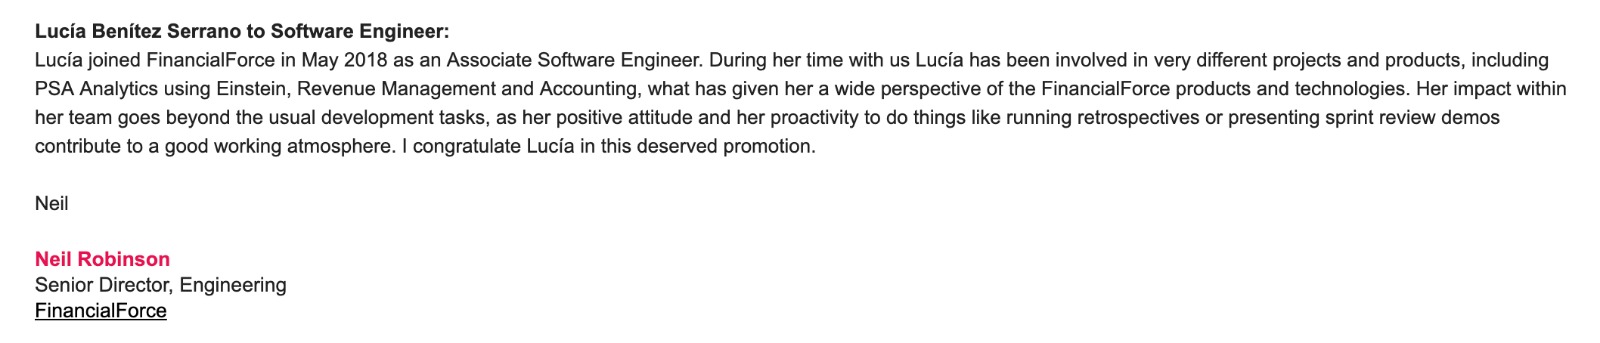 Lucía Benítez Serrano to Software Engineer:
Lucía joined FinancialForce in May 2018 as an Associate Software Engineer. During her time with us Lucía has been involved in very different projects and products, including
PSA Analytics using Einstein, Revenue Management and Accounting, what has given her a wide perspective of the FinancialForce products and technologies. Her impact within
her team goes beyond the usual development tasks, as her positive attitude and her proactivity to do things like running retrospectives or presenting sprint review demos
contribute to a good working atmosphere. I congratulate Lucía in this deserved promotion.
Neil
Neil Robinson
Senior Director, Engineering
FinancialForce